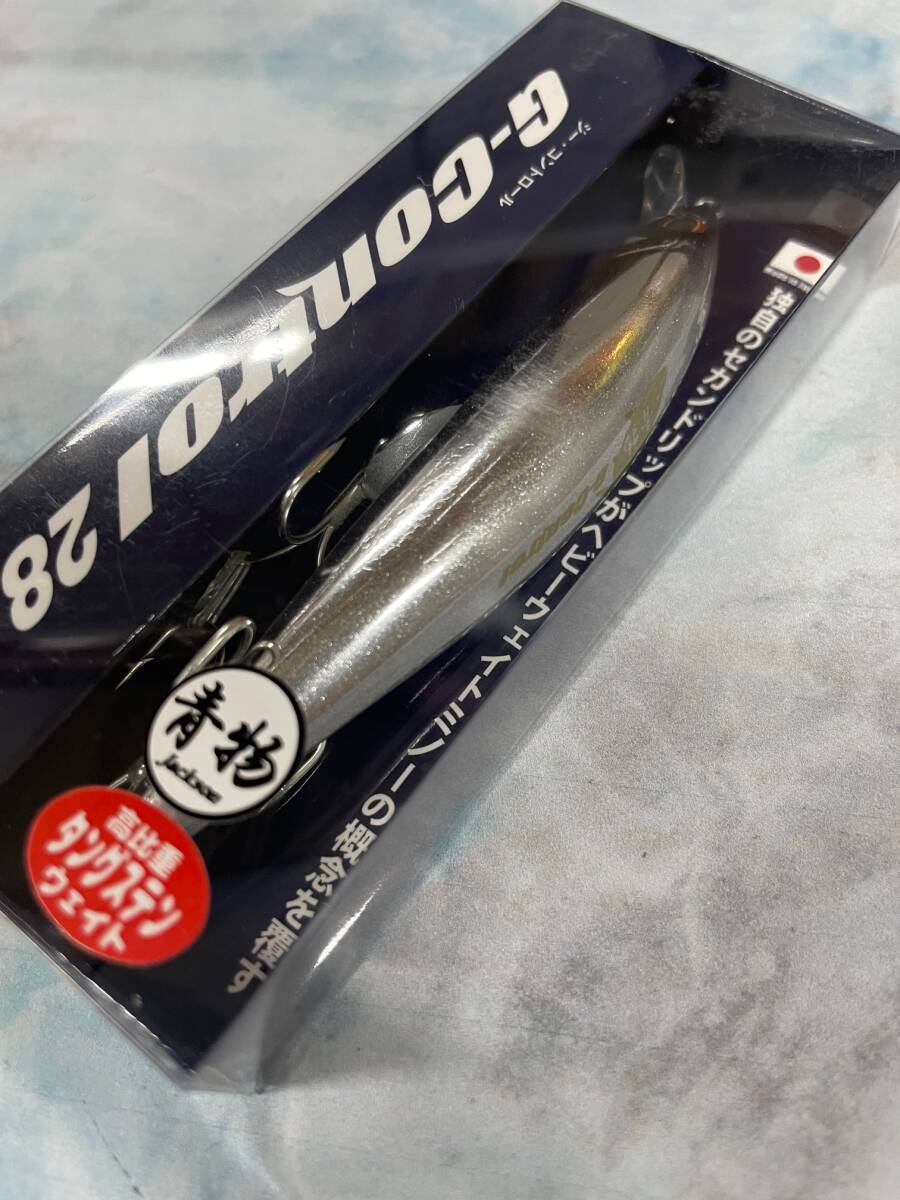 G-Control 28
ジー・コントロール
独自のセカンドリップがヘビーウェイトミノーの概念を覆す
青物
Jackson
高比重
タングステン
ウェイト